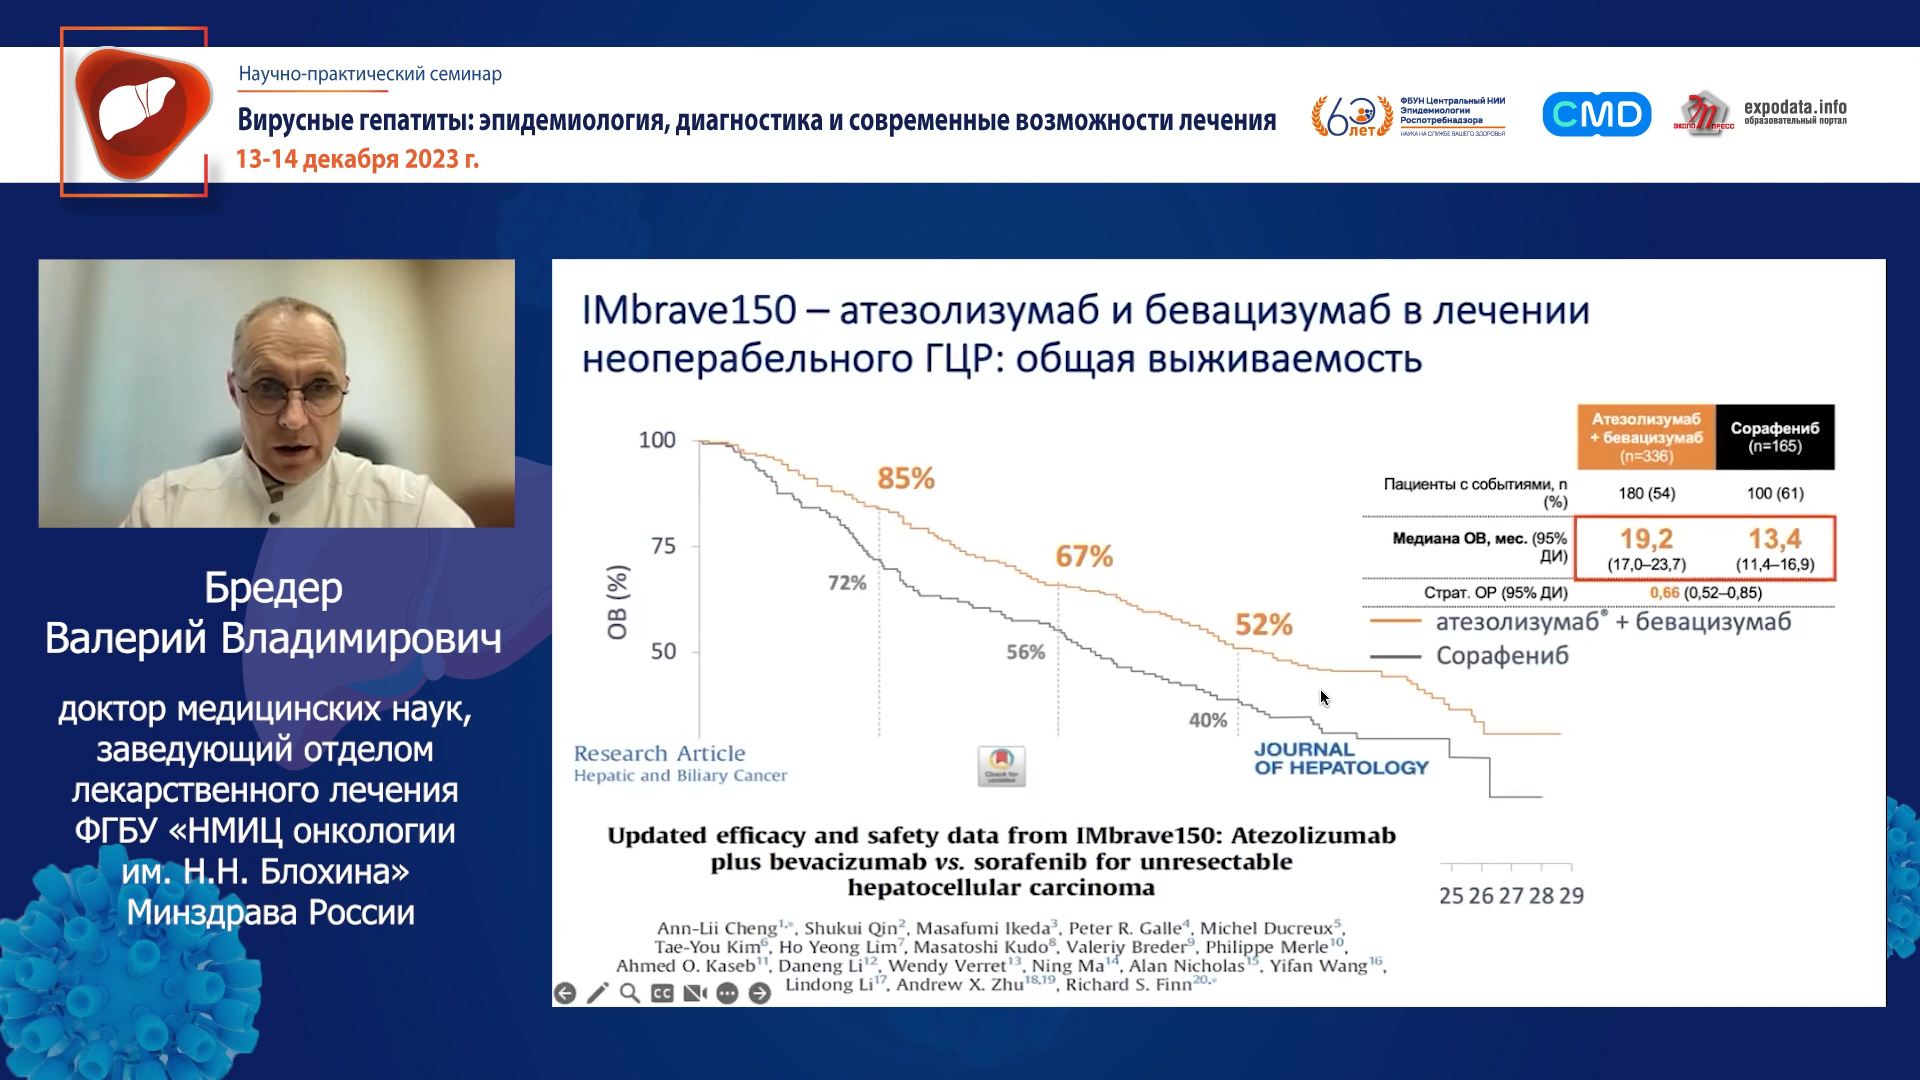 Научно-практический семинар
Вирусные гепатиты: эпидемиология, диагностика и современные возможности лечения
13-14 декабря 2023 г.
60 лет
ФБУН Центральный НИИ
Эпидемиологии
Роспотребнадзора
НАУКА НА СЛУЖБЕ ВАШЕГО ЗДОРОВЬЯ
CMD
ЭКСПО ПРЕСС
expodata.info
образовательный портал
Бредер
Валерий Владимирович
доктор медицинских наук,
заведующий отделом
лекарственного лечения
ФГБУ «НМИЦ онкологии
им. Н.Н. Блохина»
Минздрава России
IMbrave150 – атезолизумаб и бевацизумаб в лечении
неоперабельного ГЦР: общая выживаемость
ОВ (%)
100
75
50
85%
67%
52%
72%
56%
40%
Атезолизумаб
+ бевацизумаб
(n=336)
Сорафениб
(n=165)
Пациенты с событиями, n
(%)
180 (54)
100 (61)
Медиана ОВ, мес. (95%
ДИ)
19,2
(17,0–23,7)
13,4
(11,4–16,9)
Страт. ОР (95% ДИ)
0,66 (0,52–0,85)
атезолизумаб® + бевацизумаб
Сорафениб
Research Article
Hepatic and Biliary Cancer
Check for
updates
JOURNAL
OF HEPATOLOGY
Updated efficacy and safety data from IMbrave150: Atezolizumab
plus bevacizumab vs. sorafenib for unresectable
hepatocellular carcinoma
Ann-Lii Cheng1,*, Shukui Qin2, Masafumi Ikeda3, Peter R. Galle4, Michel Ducreux5,
Tae-You Kim6, Ho Yeong Lim7, Masatoshi Kudo8, Valeriy Breder9, Philippe Merle10,
Ahmed O. Kaseb11, Daneng Li12, Wendy Verret13, Ning Ma14, Alan Nicholas15, Yifan Wang16,
Lindong Li17, Andrew X. Zhu18,19, Richard S. Finn20,*
25 26 27 28 29
CC